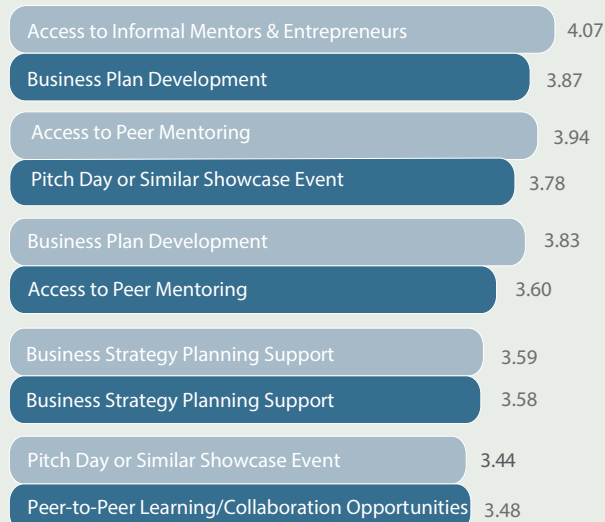 Access to Informal Mentors & Entrepreneurs 4.07
Business Plan Development 3.87
Access to Peer Mentoring 3.94
Pitch Day or Similar Showcase Event 3.78
Business Plan Development 3.83
Access to Peer Mentoring 3.60
Business Strategy Planning Support 3.59
Business Strategy Planning Support 3.58
Pitch Day or Similar Showcase Event 3.44
Peer-to-Peer Learning/Collaboration Opportunities 3.48